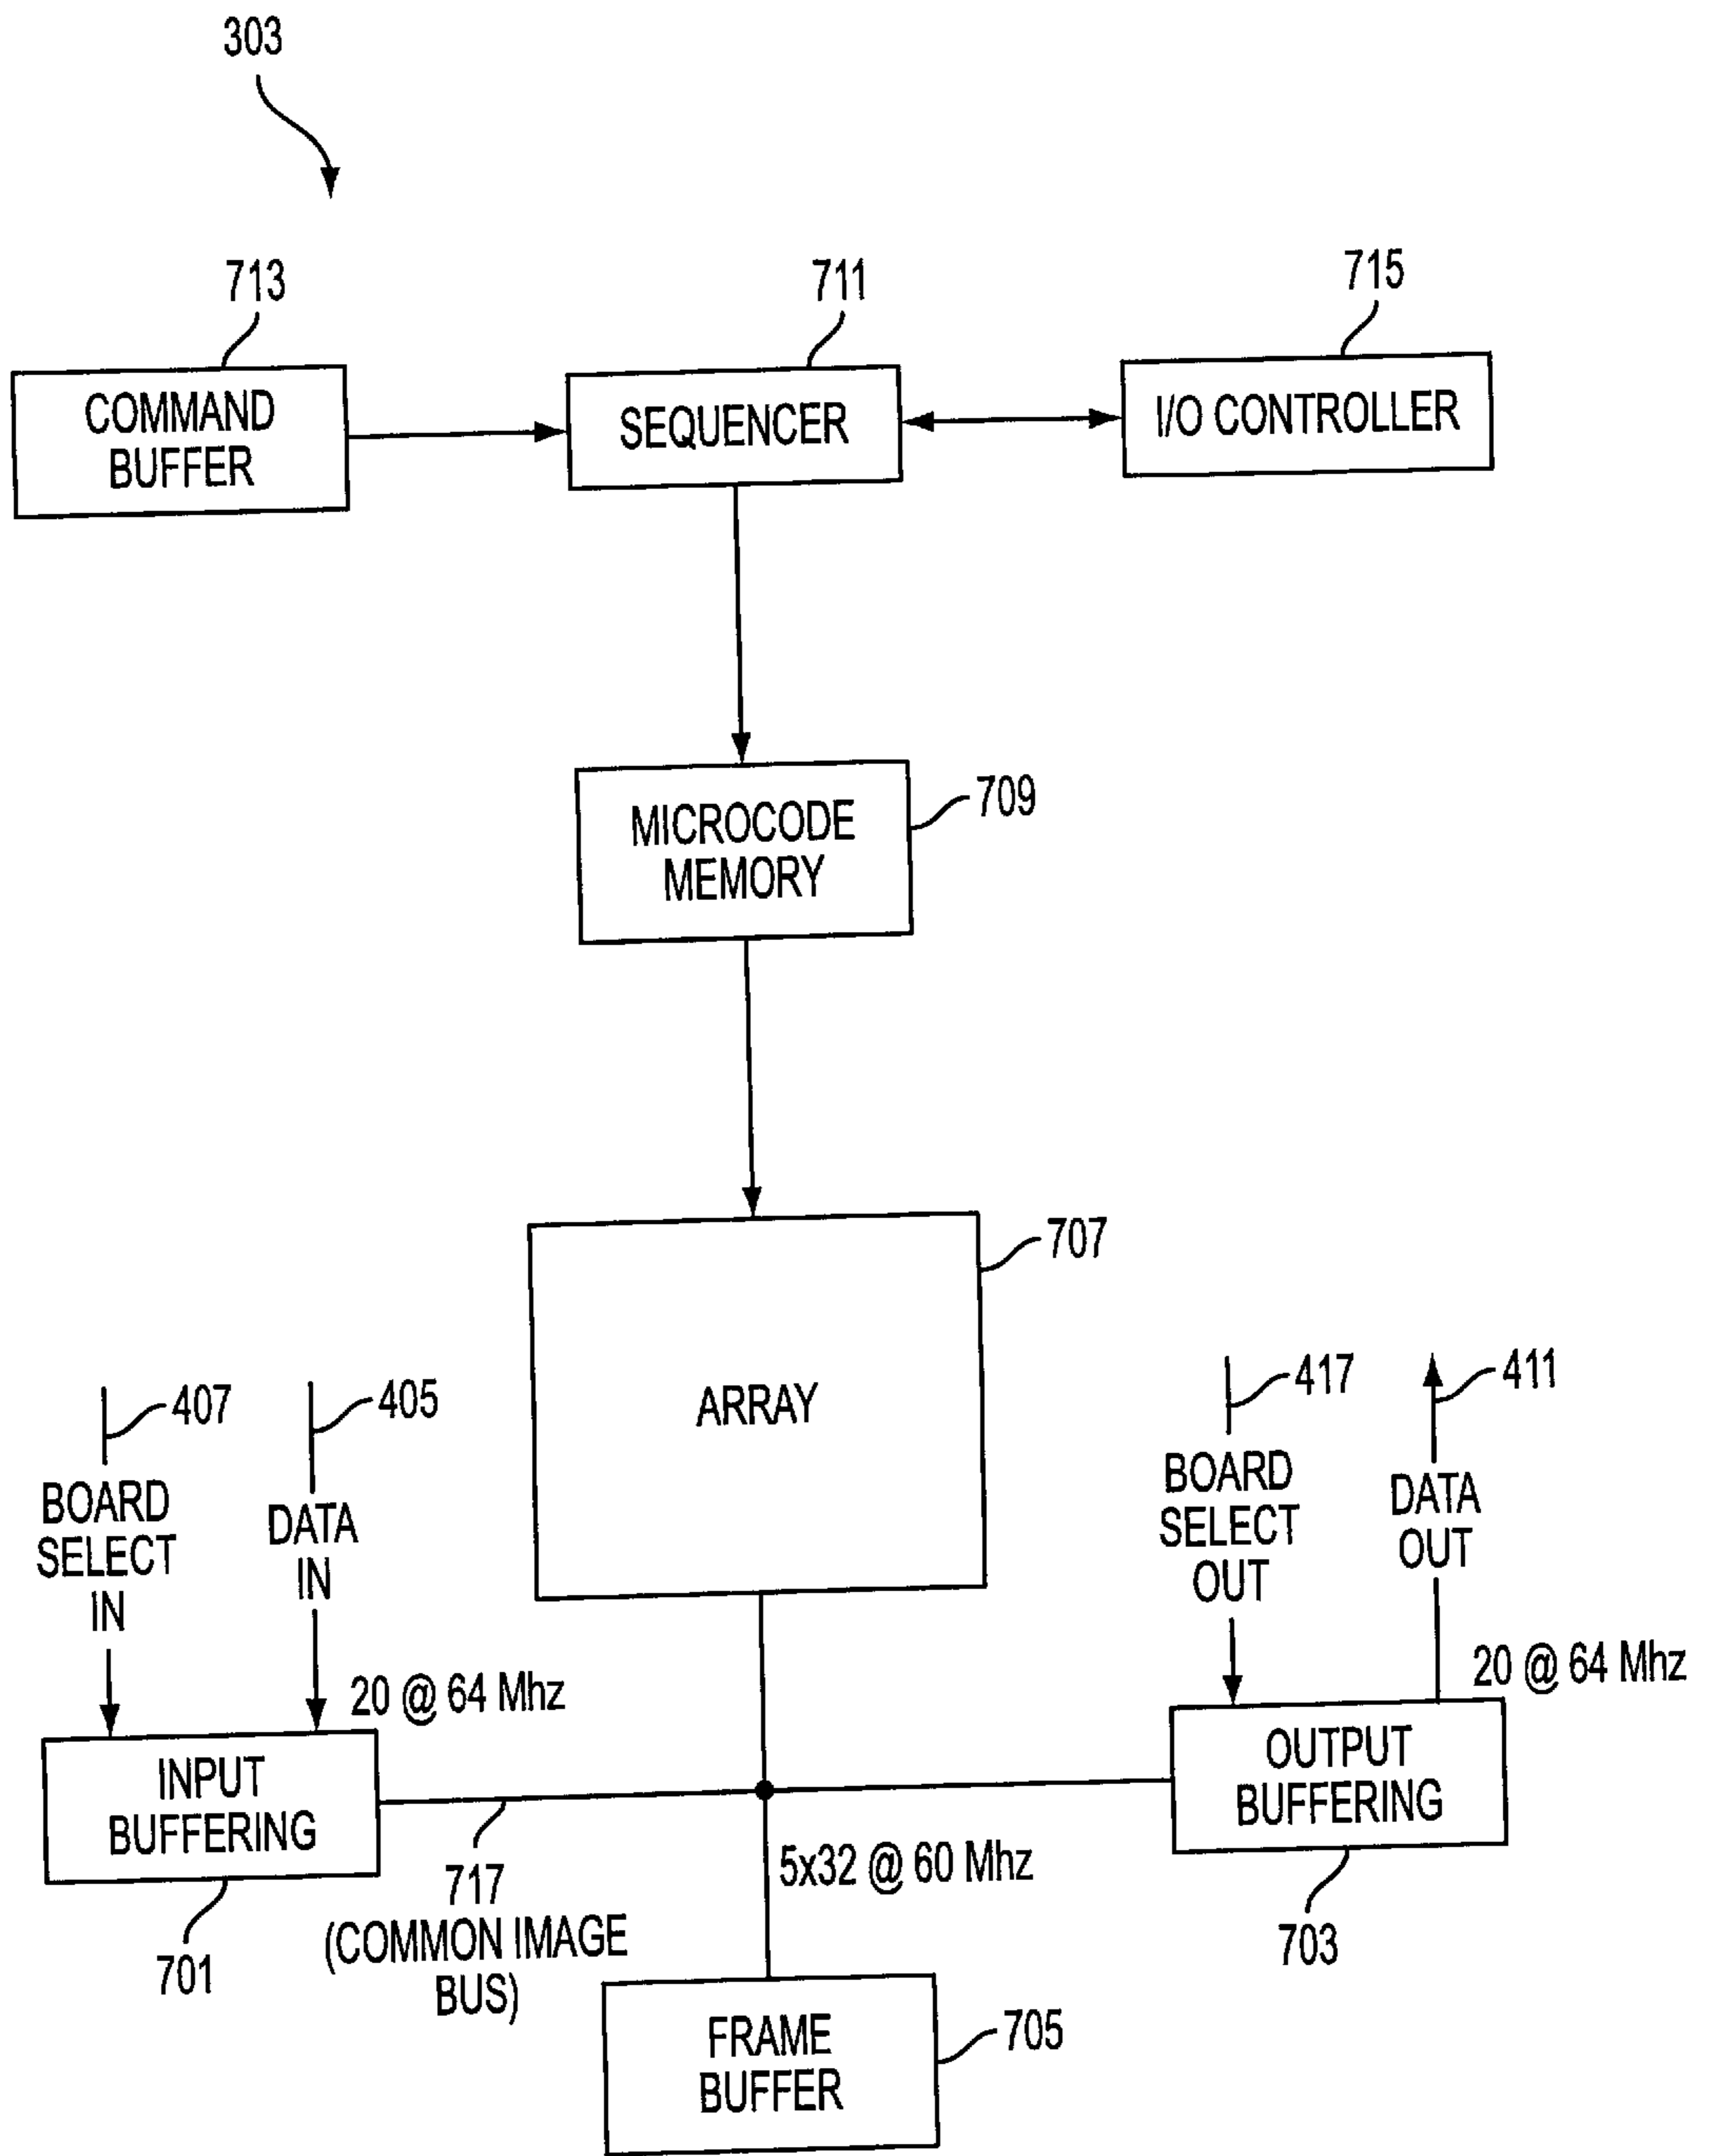 303
713
711
715
COMMAND
BUFFER
SEQUENCER
I/O CONTROLLER
709
MICROCODE
MEMORY
707
ARRAY
407
405
417
411
BOARD
SELECT
IN
DATA
IN
BOARD
SELECT
OUT
DATA
OUT
20 @ 64 Mhz
20 @ 64 Mhz
INPUT
BUFFERING
OUTPUT
BUFFERING
701
717
(COMMON IMAGE
BUS)
5x32 @ 60 Mhz
703
FRAME
BUFFER
705